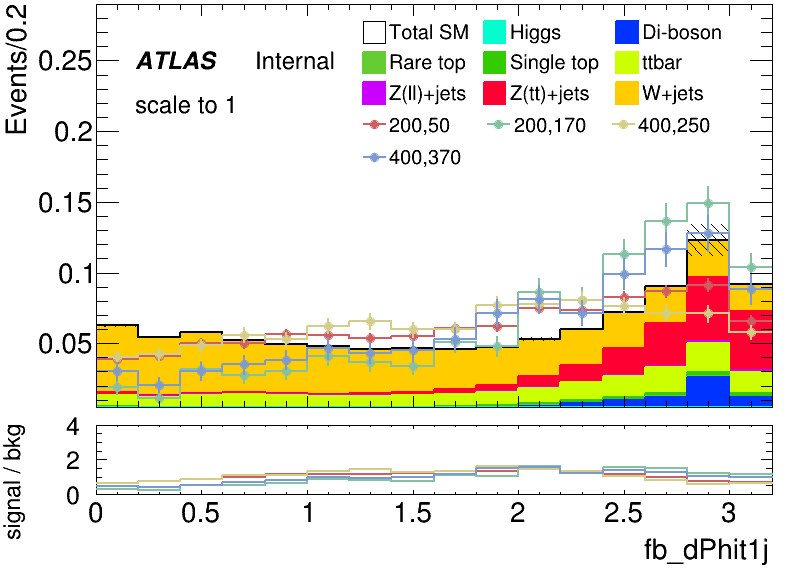 Events/0.2
0.25
0.2
0.15
0.1
0.05
ATLAS Internal
scale to 1
Total SM Higgs Di-boson
Rare top Single top ttbar
Z(ll)+jets Z(tt)+jets W+jets
200,50 200,170 400,250
400,370
signal / bkg
4
2
0
0 0.5 1 1.5 2 2.5 3
fb_dPhit1j